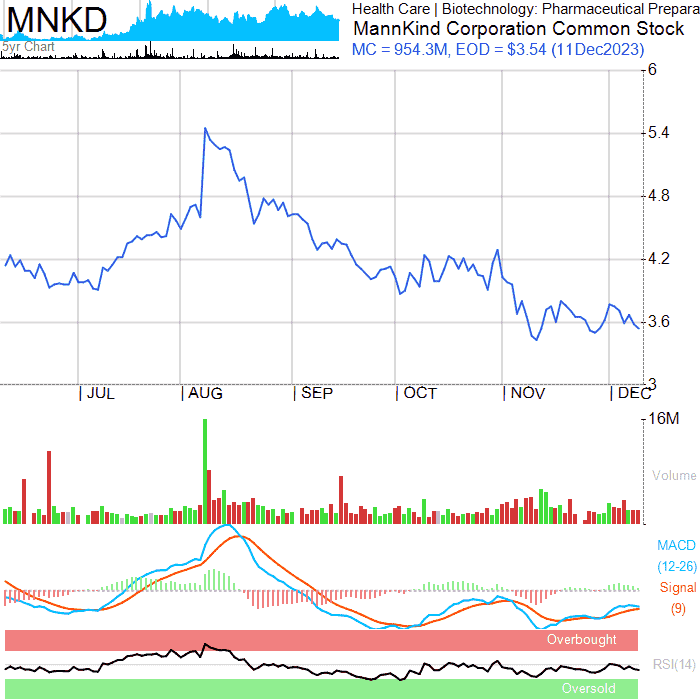 MNKD
5yr Chart
Health Care | Biotechnology: Pharmaceutical Prepara
MannKind Corporation Common Stock
MC = 954.3M, EOD = $3.54 (11Dec2023)
6
5.4
4.8
4.2
3.6
3
JUL
AUG
SEP
OCT
NOV
DEC
16M
Volume
MACD
(12-26)
Signal
(9)
Overbought
RSI(14)
Oversold